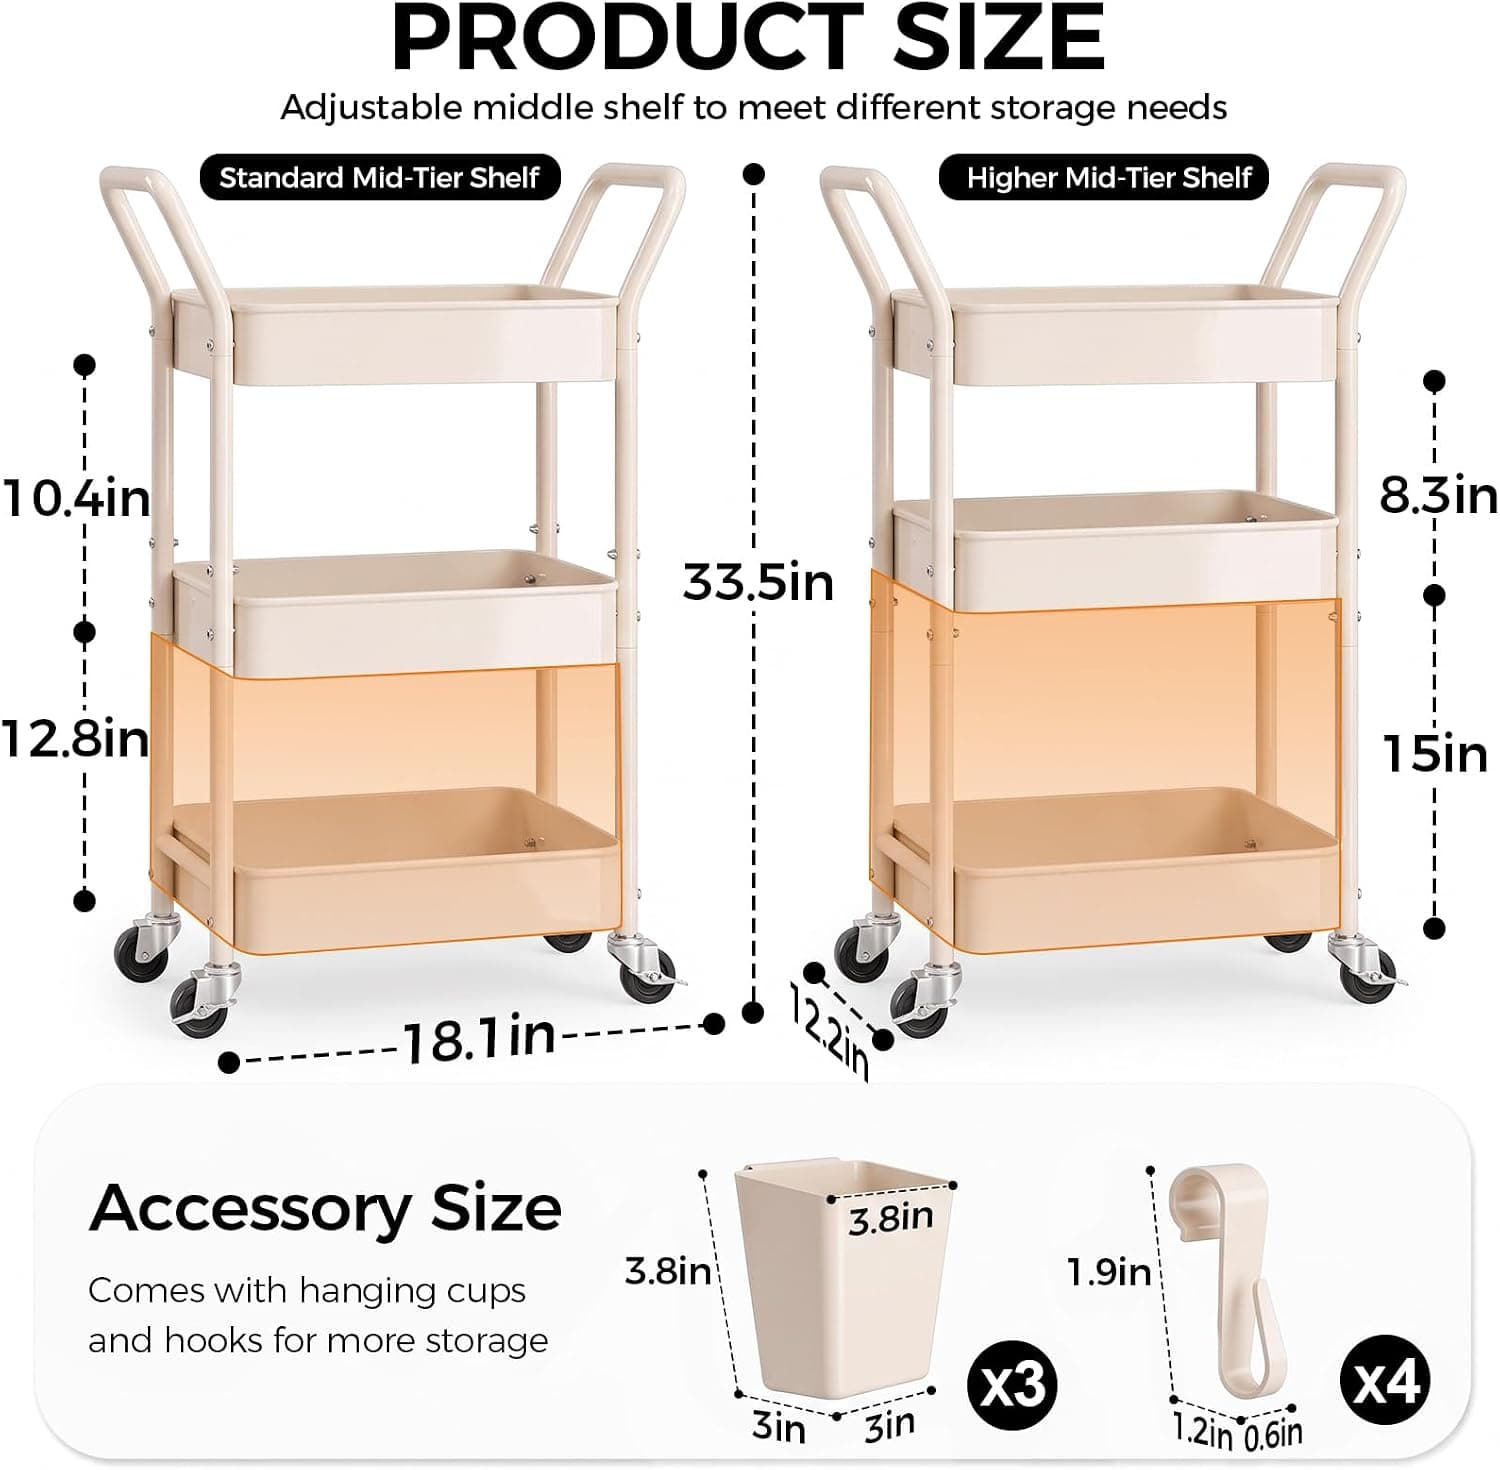 PRODUCT SIZE
Adjustable middle shelf to meet different storage needs
Standard Mid-Tier Shelf
Higher Mid-Tier Shelf
10.4in
12.8in
33.5in
8.3in
15in
18.1in
12.2in
Accessory Size
Comes with hanging cups
and hooks for more storage
3.8in
3.8in
3in
3in
x3
1.9in
1.2in
0.6in
x4